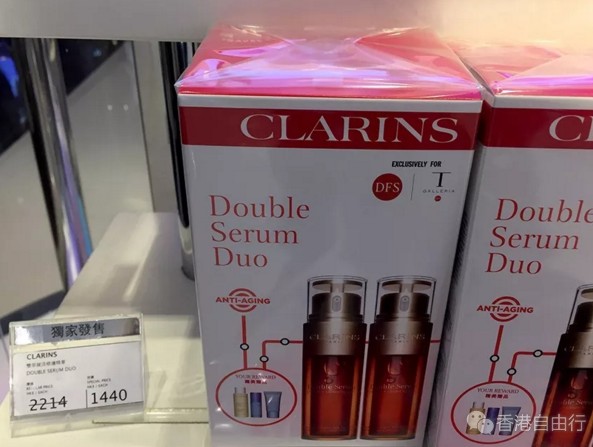 CLARINS
EXCLUSIVELY FOR
DFS
T
GALLERIA
Double
Serum
Duo
ANTI-AGING
YOUR REWARD
CLARINS
CLARINS
Double
Serum
Duo
ANTI-AGING
YOUR REWARD
獨家發售
CLARINS
DOUBLE SERUM DUO
2214
1440
香港自由行